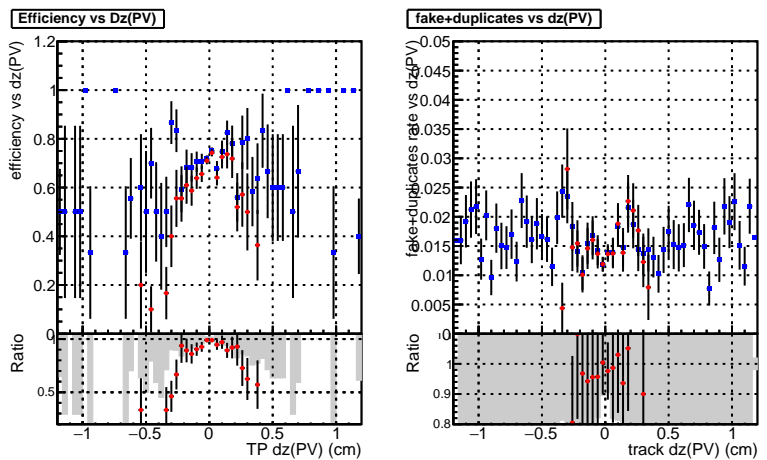 Efficiency vs Dz(PV)
efficiency vs dz(PV)
1.2
1
0.8
0.6
0.4
0.2
0
Ratio
1
0.5
−1 −0.5 0 0.5 1
TP dz(PV) (cm)
fake+duplicates vs dz(PV)
fake+duplicates rate vs dz(PV)
0.05
0.045
0.04
0.035
0.03
0.025
0.02
0.015
0.01
0.005
0
Ratio
1
0.9
0.8
−1 −0.5 0 0.5 1
track dz(PV) (cm)